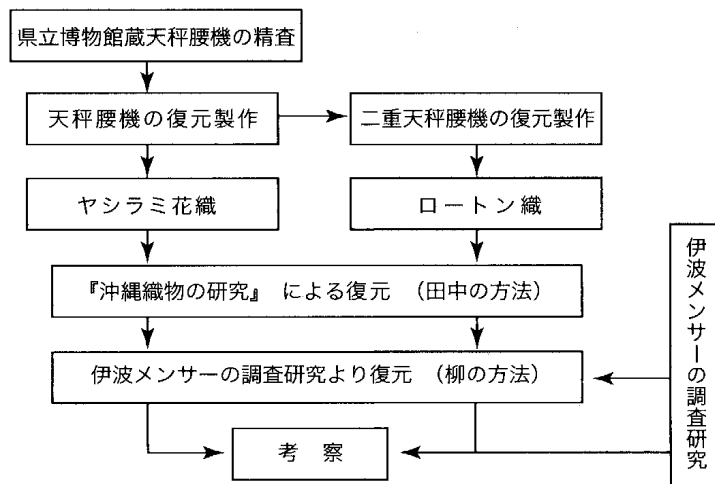 県立博物館蔵天秤腰機の精査
天秤腰機の復元製作
二重天秤腰機の復元製作
ヤシラミ花織
ロートン織
『沖縄織物の研究』 による復元 （田中の方法）
伊波メンサーの調査研究より復元 （柳の方法）
伊波メンサーの調査研究
考 察